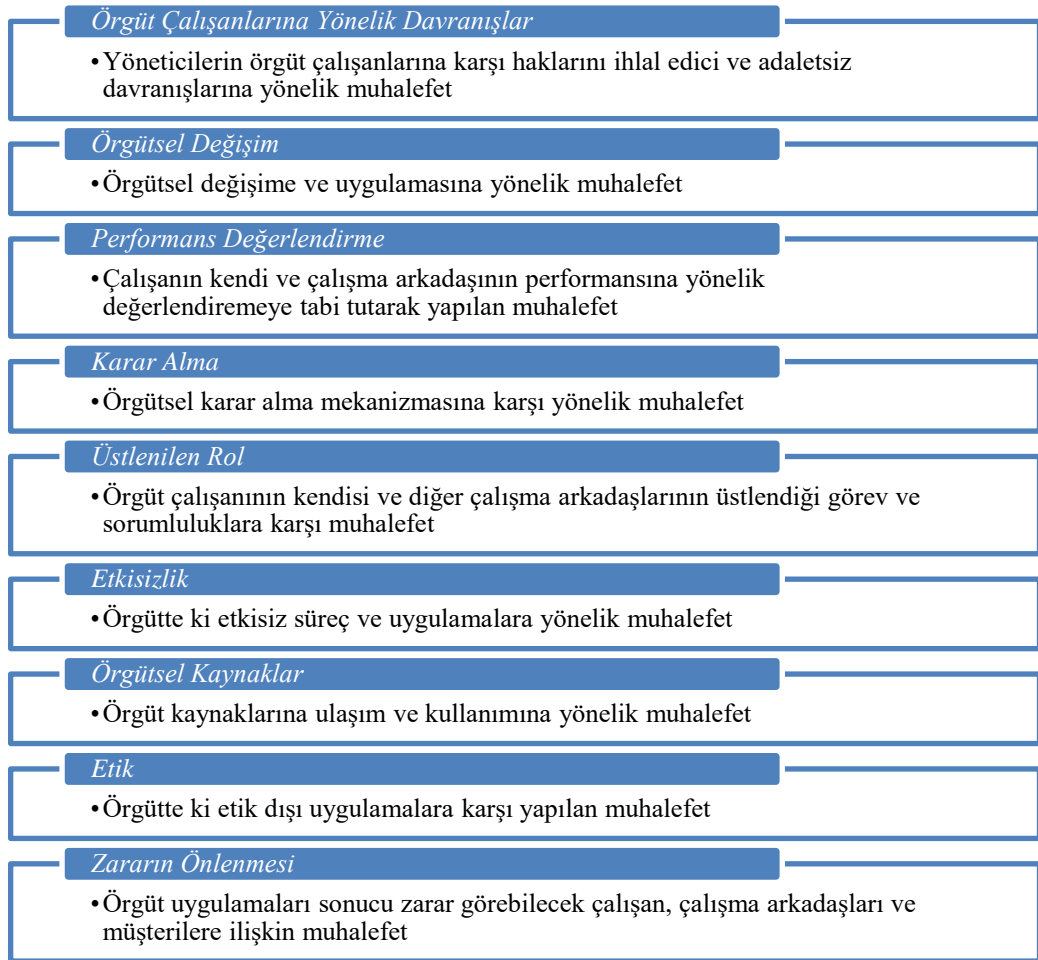 Örgüt Çalışanlarına Yönelik Davranışlar
•Yöneticilerin örgüt çalışanlarına karşı haklarını ihlal edici ve adaletsiz
davranışlarına yönelik muhalefet
Örgütsel Değişim
•Örgütsel değişime ve uygulamasına yönelik muhalefet
Performans Değerlendirme
•Çalışanın kendi ve çalışma arkadaşının performansına yönelik
değerlendiremeye tabi tutarak yapılan muhalefet
Karar Alma
•Örgütsel karar alma mekanizmasına karşı yönelik muhalefet
Üstlenilen Rol
•Örgüt çalışanının kendisi ve diğer çalışma arkadaşlarının üstlendiği görev ve
sorumluluklara karşı muhalefet
Etkisizlik
•Örgütte ki etkisiz süreç ve uygulamalara yönelik muhalefet
Örgütsel Kaynaklar
•Örgüt kaynaklarına ulaşım ve kullanımına yönelik muhalefet
Etik
•Örgütte ki etik dışı uygulamalara karşı yapılan muhalefet
Zararın Önlenmesi
•Örgüt uygulamaları sonucu zarar görebilecek çalışan, çalışma arkadaşları ve
müşterilere ilişkin muhalefet